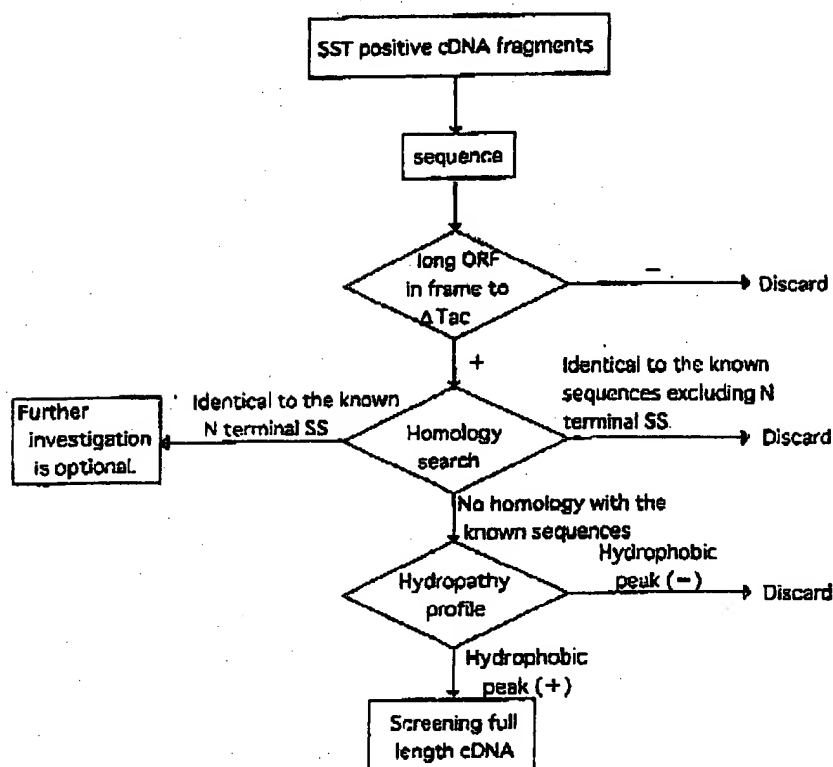 SST positive cDNA fragments
sequence
long ORF
in frame to
ΔTac
−
Discard
+
Identical to the known
sequences excluding N
terminal SS.
Discard
Identical to the known
N terminal SS
Further
investigation
is optional.
Homology
search
No homology with the
known sequences
Hydropathy
profile
Hydrophobic
peak (−)
Discard
Hydrophobic
peak (+)
Screening full
length cDNA